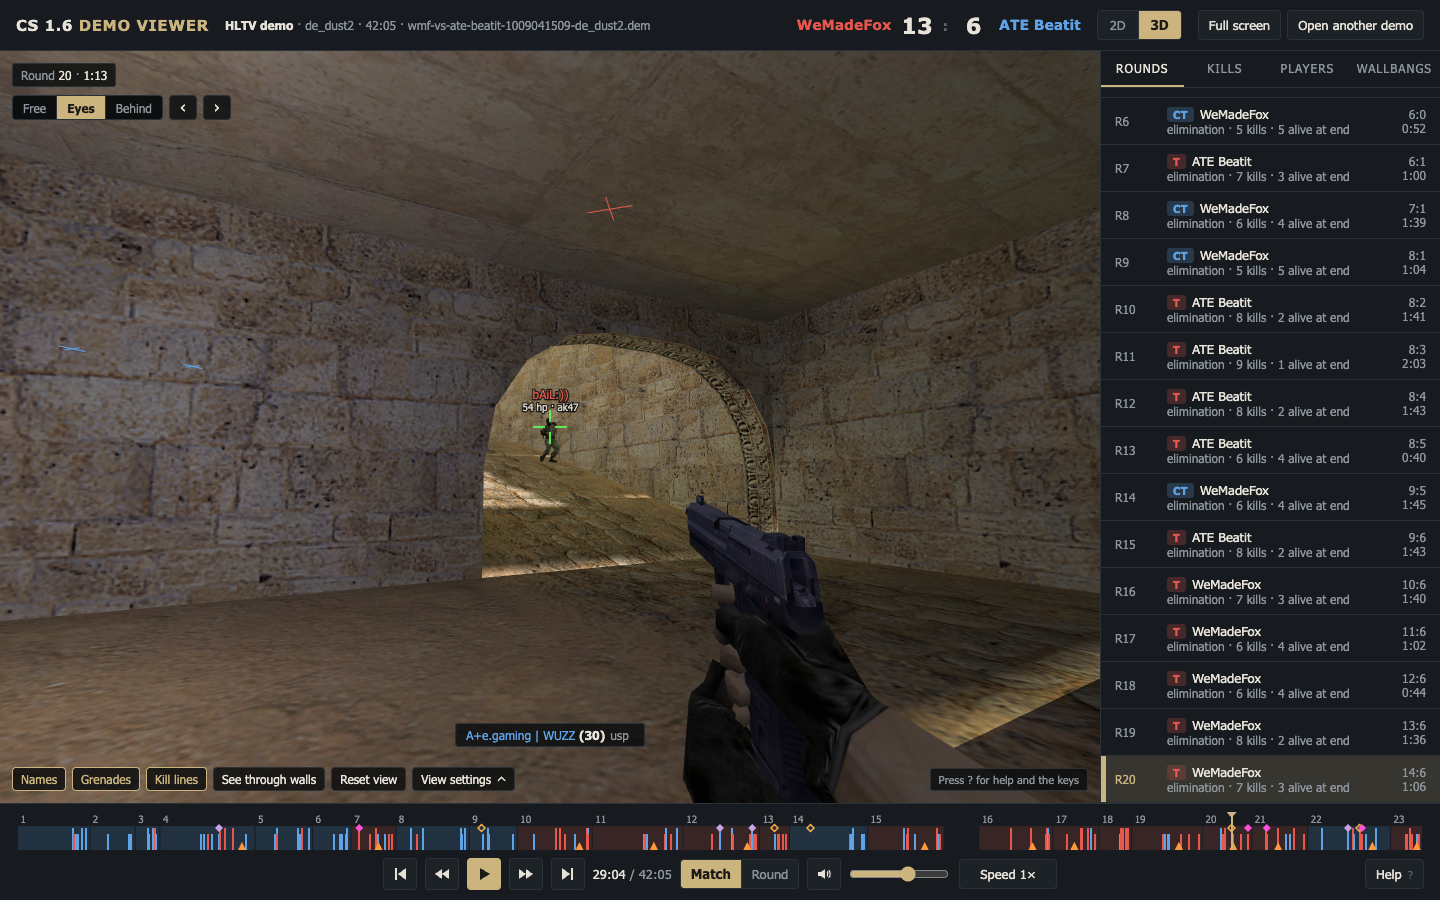 CS 1.6 DEMO VIEWER HLTV demo · de_dust2 · 42:05 · wmf-vs-ate-beatit-1009041509-de_dust2.dem WeMadeFox 13 : 6 ATE Beatit 2D 3D Full screen Open another demo
Round 20 · 1:13
Free Eyes Behind < >
bAiL:))
54 hp · ak47
A+e.gaming | WUZZ (30) usp
Names Grenades Kill lines See through walls Reset view View settings Press ? for help and the keys
ROUNDS KILLS PLAYERS WALLBANGS
R6 CT WeMadeFox 6:0
elimination · 5 kills · 5 alive at end 0:52
R7 T ATE Beatit 6:1
elimination · 7 kills · 3 alive at end 1:00
R8 CT WeMadeFox 7:1
elimination · 6 kills · 4 alive at end 1:39
R9 CT WeMadeFox 8:1
elimination · 5 kills · 5 alive at end 1:04
R10 T ATE Beatit 8:2
elimination · 8 kills · 2 alive at end 1:41
R11 T ATE Beatit 8:3
elimination · 9 kills · 1 alive at end 2:03
R12 T ATE Beatit 8:4
elimination · 8 kills · 2 alive at end 1:43
R13 T ATE Beatit 8:5
elimination · 6 kills · 4 alive at end 0:40
R14 CT WeMadeFox 9:5
elimination · 6 kills · 4 alive at end 1:45
R15 T ATE Beatit 9:6
elimination · 8 kills · 2 alive at end 1:43
R16 T WeMadeFox 10:6
elimination · 7 kills · 3 alive at end 1:40
R17 T WeMadeFox 11:6
elimination · 6 kills · 4 alive at end 1:02
R18 T WeMadeFox 12:6
elimination · 6 kills · 4 alive at end 0:44
R19 T WeMadeFox 13:6
elimination · 8 kills · 2 alive at end 1:36
R20 T WeMadeFox 14:6
elimination · 7 kills · 3 alive at end 1:06
1 2 3 4 5 6 7 8 9 10 11 12 13 14 15 16 17 18 19 20 21 22 23
29:04 / 42:05 Match Round Speed 1× Help ?